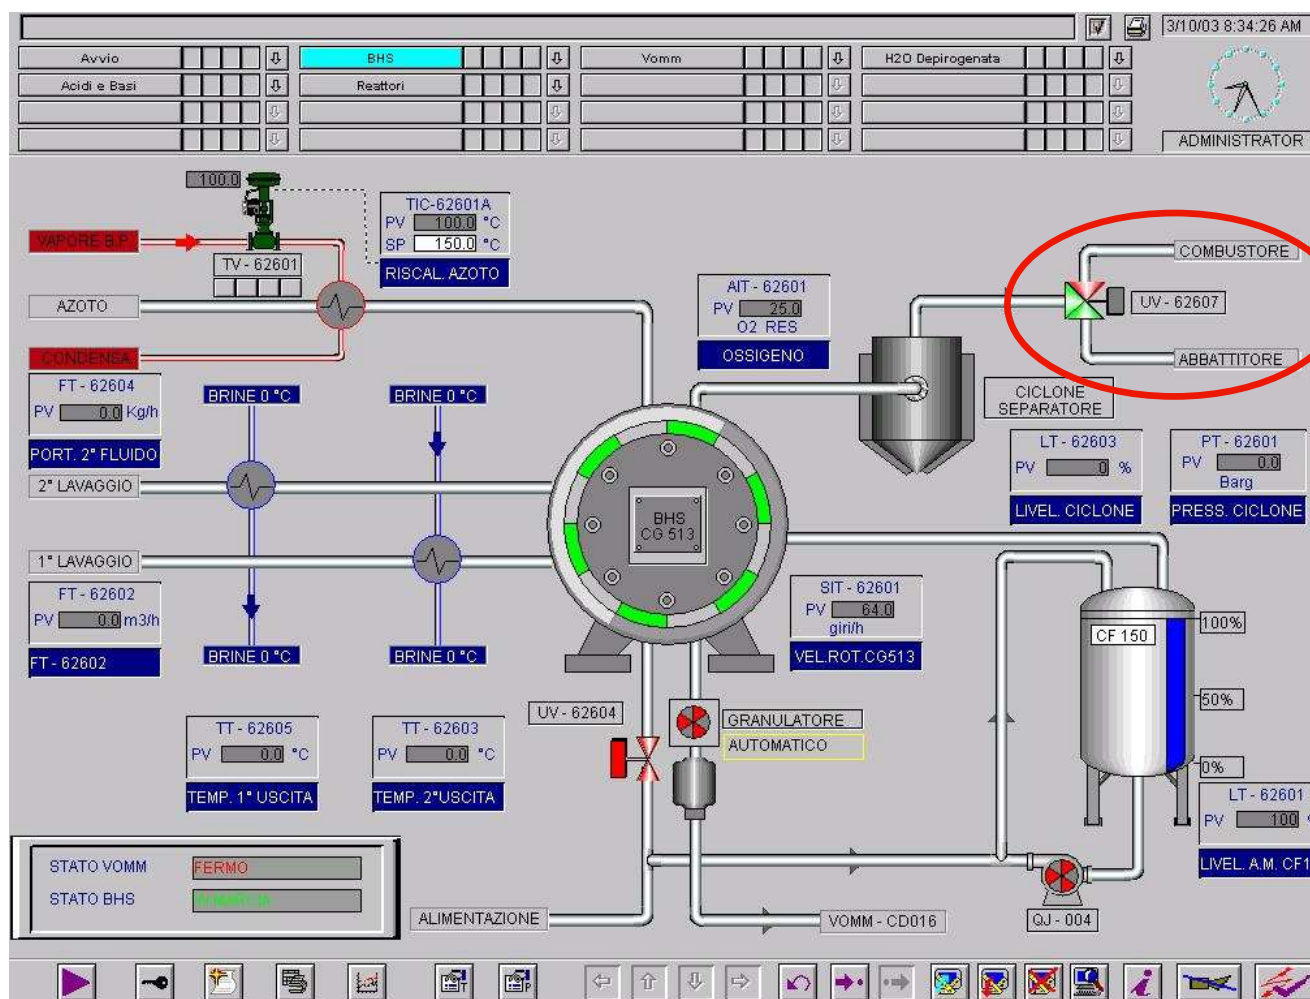 3/10/03 8:34:26 AM
Avvio
BHS
Vomm
H2O Depirogenata
Acidi e Basi
Reattori
ADMINISTRATOR
100.0
TIC-62601A
PV 100.0 °C
SP 150.0 °C
RISCAL. AZOTO
VAPORE B.P.
TV - 62601
AZOTO
CONDENSA
AIT - 62601
PV 25.0
O2 RES
OSSIGENO
COMBUSTORE
UV - 62607
ABBATTITORE
CICLONE
SEPARATORE
FT - 62604
PV 0.0 Kg/h
PORT. 2° FLUIDO
BRINE 0 °C
BRINE 0 °C
LT - 62603
PV 0 %
LIVEL. CICLONE
PT - 62601
PV 0.0
Barg
PRESS. CICLONE
2° LAVAGGIO
BHS
CG 513
1° LAVAGGIO
FT - 62602
PV 0.0 m3/h
FT - 62602
BRINE 0 °C
BRINE 0 °C
SIT - 62601
PV 64.0
giri/h
VEL.ROT.CG513
CF 150
100%
50%
0%
UV - 62604
GRANULATORE
AUTOMATICO
TT - 62605
PV 0.0 °C
TEMP. 1° USCITA
TT - 62603
PV 0.0 °C
TEMP. 2°USCITA
LT - 62601
PV 100
LIVEL. A.M. CF1
STATO VOMM FERMO
STATO BHS IN MARCIA
ALIMENTAZIONE
VOMM - CD016
QJ - 004